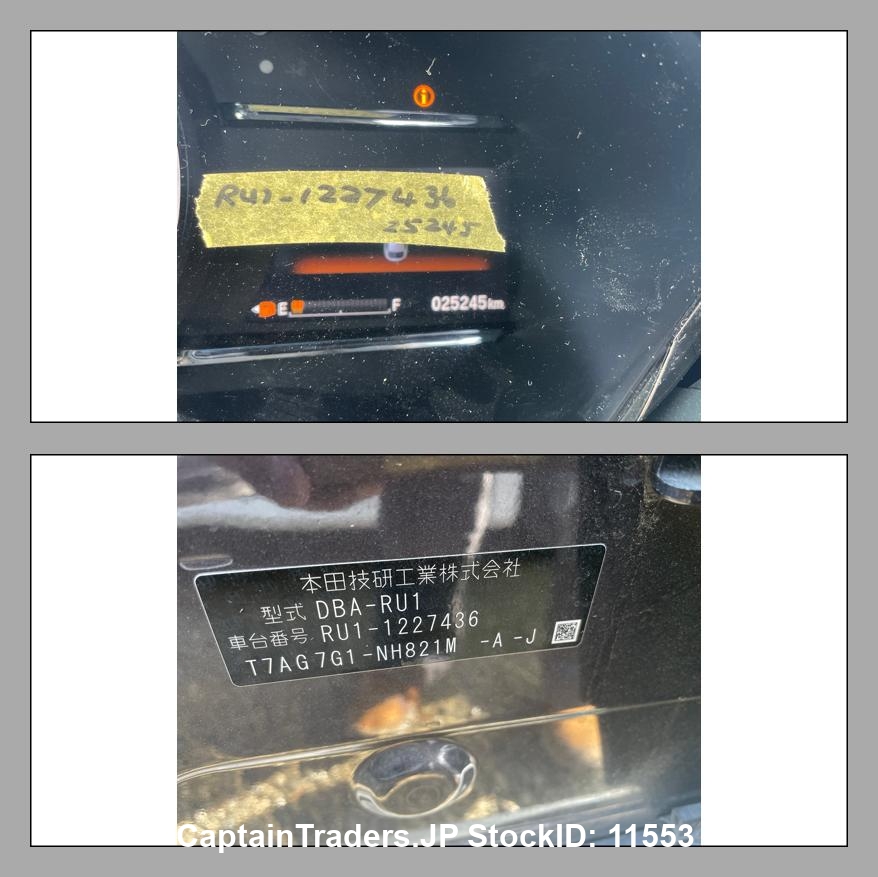 RU1-1227436
25245
E
F
025245km
本田技研工業株式会社
型式 DBA-RU1
車台番号 RU1-1227436
T7AG7G1-NH821M -A-J
CaptainTraders.JP StockID: 11553